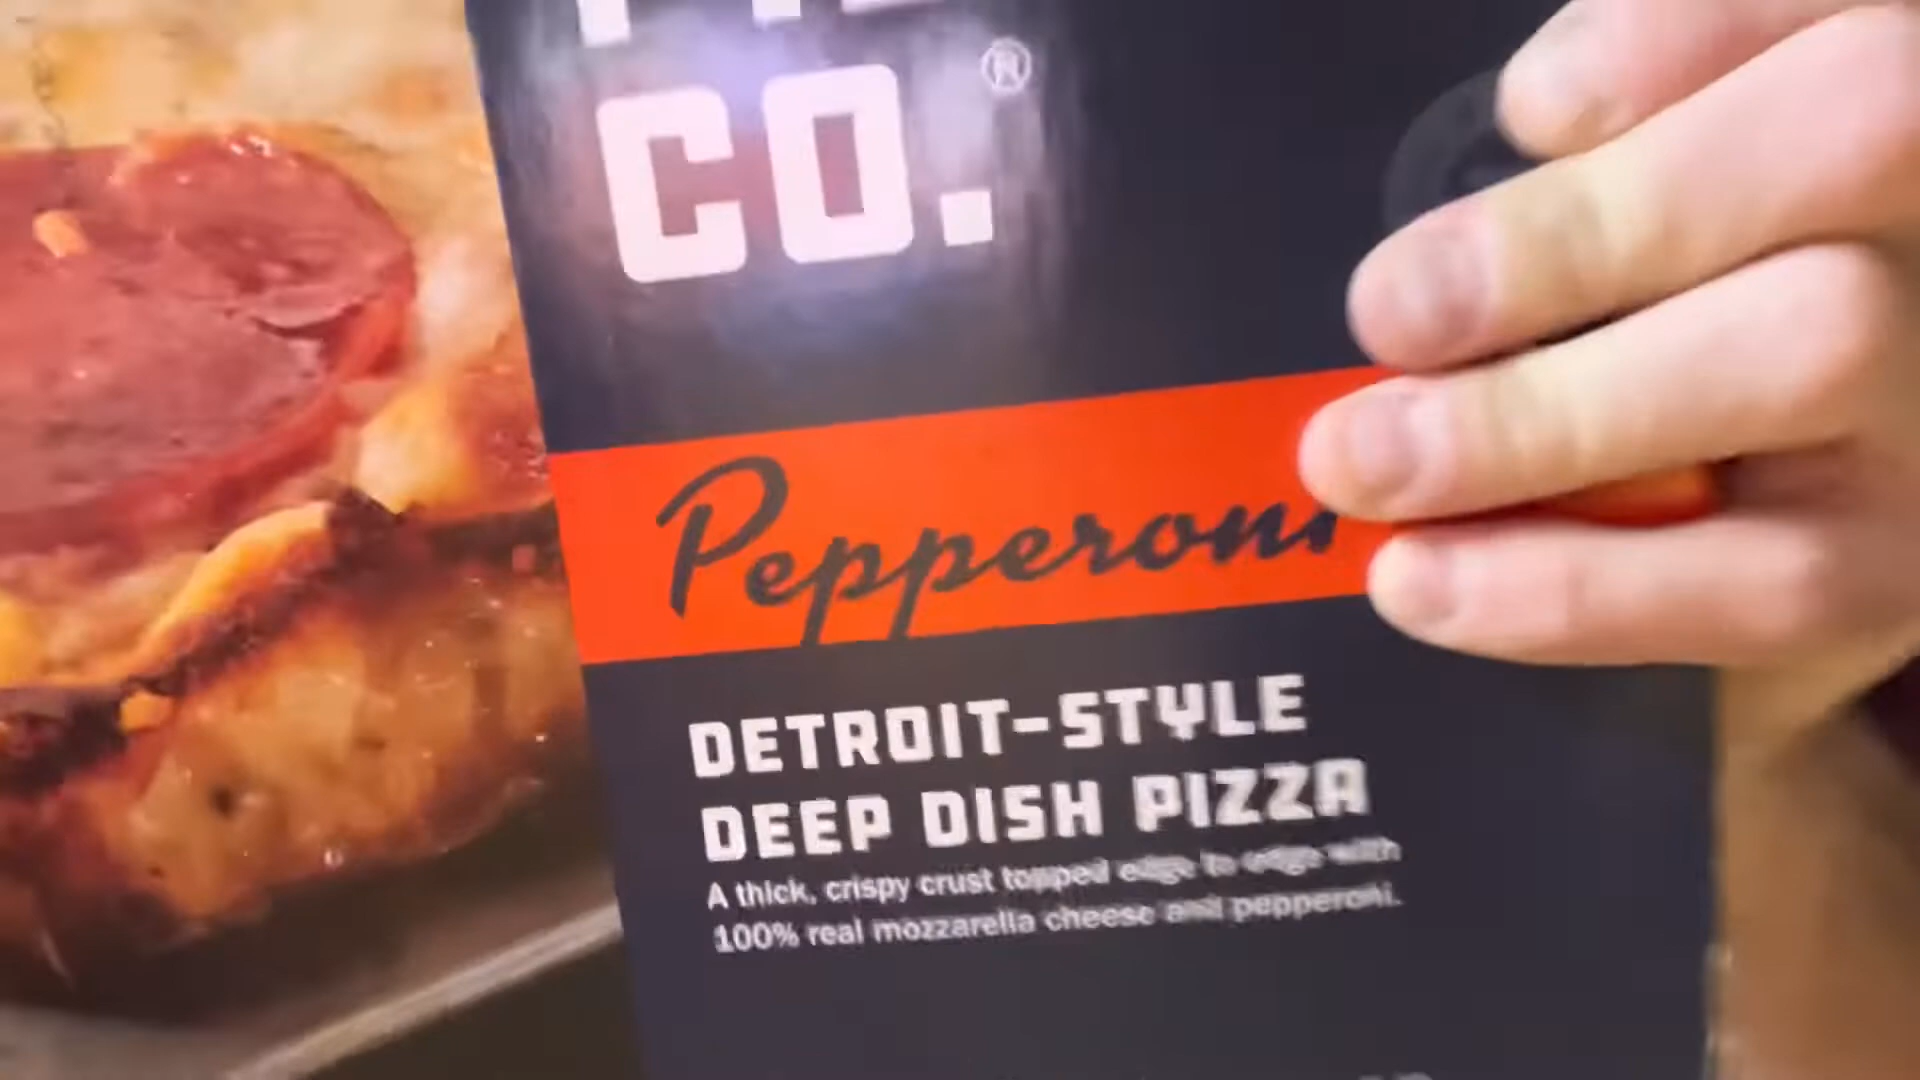 CO.®
Pepperoni
DETROIT-STYLE
DEEP DISH PIZZA
A thick, crispy crust topped edge to edge with
100% real mozzarella cheese and pepperoni.